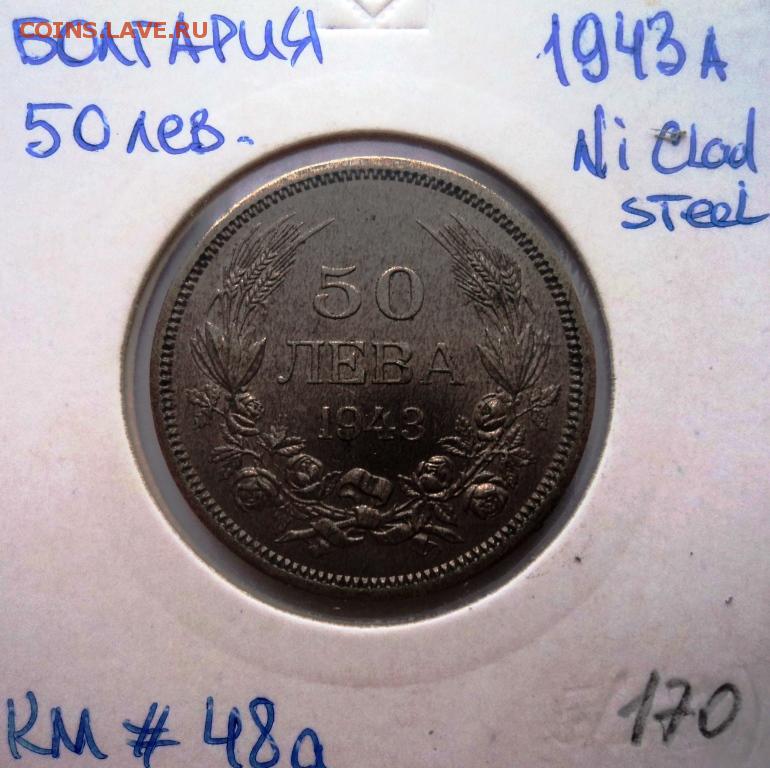 COINS.LAVE.RU
БОЛГАРИЯ
50 лев.
1943 A
Ni Clad
steel
50
ЛЕВА
1943
KM # 48a
170